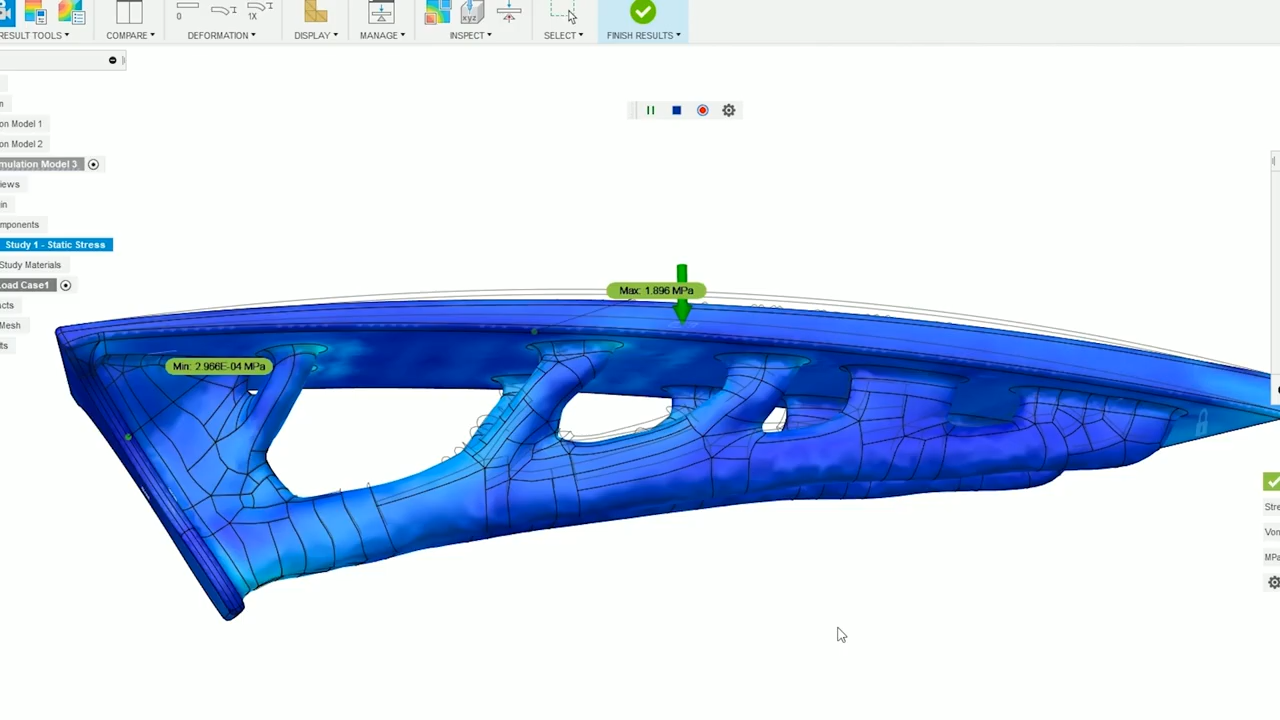 0
1X
xyz
RESULT TOOLS
COMPARE
DEFORMATION
DISPLAY
MANAGE
INSPECT
SELECT
FINISH RESULTS
n
on Model 1
on Model 2
mulation Model 3
iews
in
mponents
Study 1 - Static Stress
Study Materials
Load Case1
cts
Mesh
ts
Max: 1.896 MPa
Min: 2.966E-04 MPa
Stre
Von
MPa